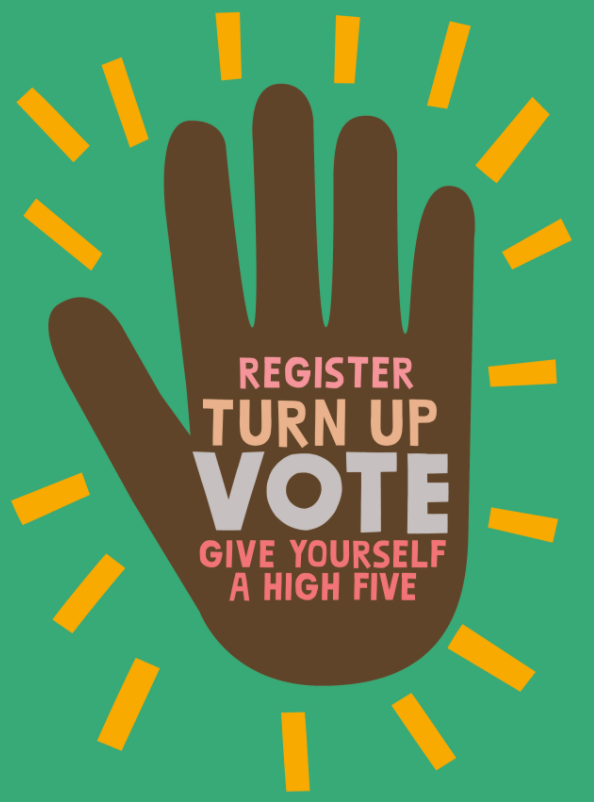 REGISTER
TURN UP
VOTE
GIVE YOURSELF
A HIGH FIVE